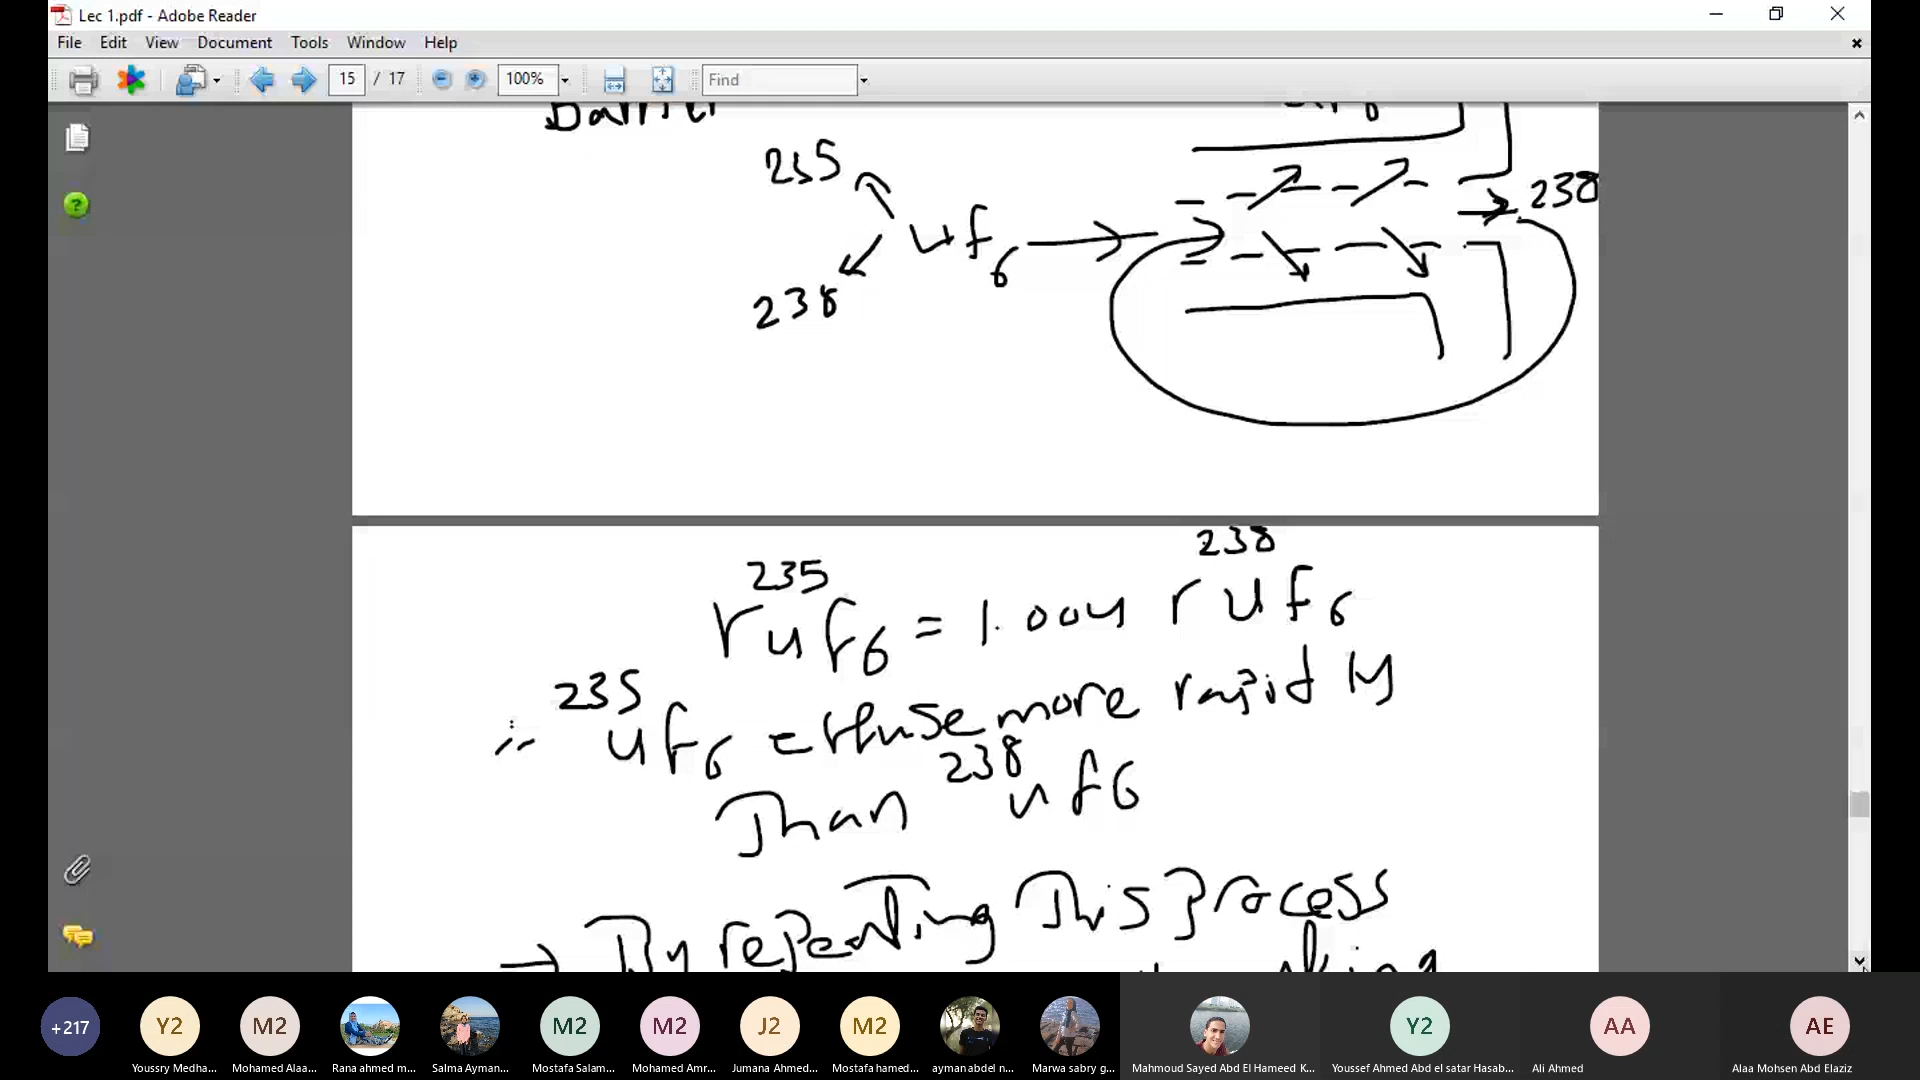 Lec 1.pdf - Adobe Reader
File Edit View Document Tools Window Help
15 / 17 100% Find
Barrier
235
238
UF6
238
235 238
rUF6 = 1.004 rUF6
235
∴ UF6 effuse more rapidly
238
Than UF6
→ By repeating This process
+217
Y2 M2 M2 M2 J2 M2 Y2 AA AE
Youssry Medha... Mohamed Alaa... Rana ahmed m... Salma Ayman... Mostafa Salam... Mohamed Amr... Jumana Ahmed... Mostafa hamed... ayman abdel n... Marwa sabry g... Mahmoud Sayed Abd El Hameed K... Youssef Ahmed Abd el satar Hasab... Ali Ahmed Alaa Mohsen Abd Elaziz